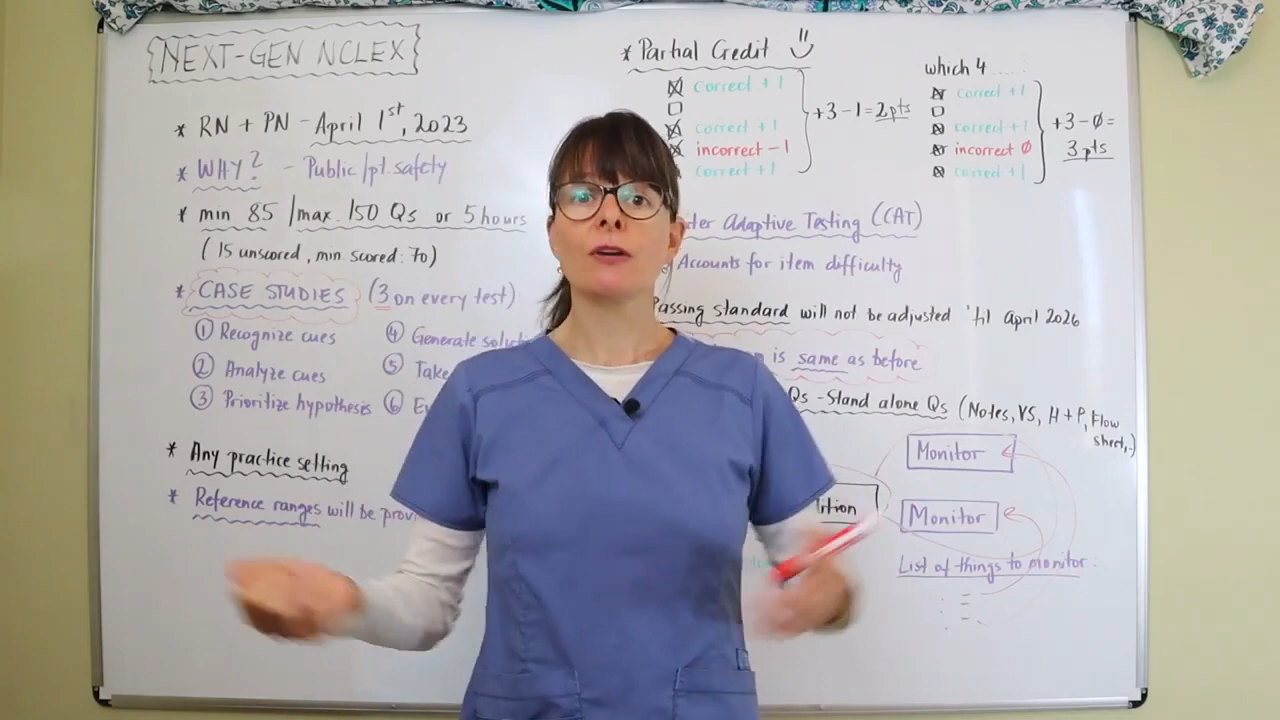 NEXT-GEN NCLEX
* RN + PN - April 1st, 2023
* WHY? - Public/pt. safety
* min 85 / max. 150 Qs or 5 hours
(15 unscored, min scored: 70)
* CASE STUDIES (3 on every test)
① Recognize cues
② Analyze cues
③ Prioritize hypothesis
④ Generate
⑤ Take
⑥
* Any practice setting
* Reference ranges will be
* Partial Credit
correct +1
correct +1
incorrect -1
correct +1
+3-1=2pts
which 4 .....
correct +1
correct +1
incorrect 0
correct +1
+3-0=
3 pts
Adaptive Testing (CAT)
Accounts for item difficulty
Passing standard will not be adjusted 'til April 2026
is same as before
Qs - Stand alone Qs (Notes, VS, H + P, Flow
sheet,..)
Monitor
Monitor
List of things to monitor: